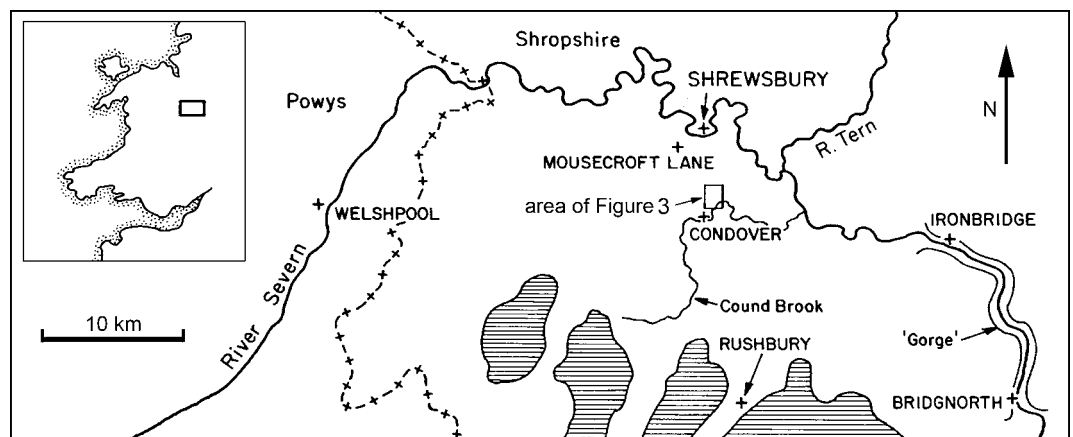 Shropshire
SHREWSBURY
Powys
N
R. Tern
MOUSECROFT LANE
area of Figure 3
WELSHPOOL
CONDOVER
IRONBRIDGE
River Severn
10 km
Cound Brook
'Gorge'
RUSHBURY
BRIDGNORTH